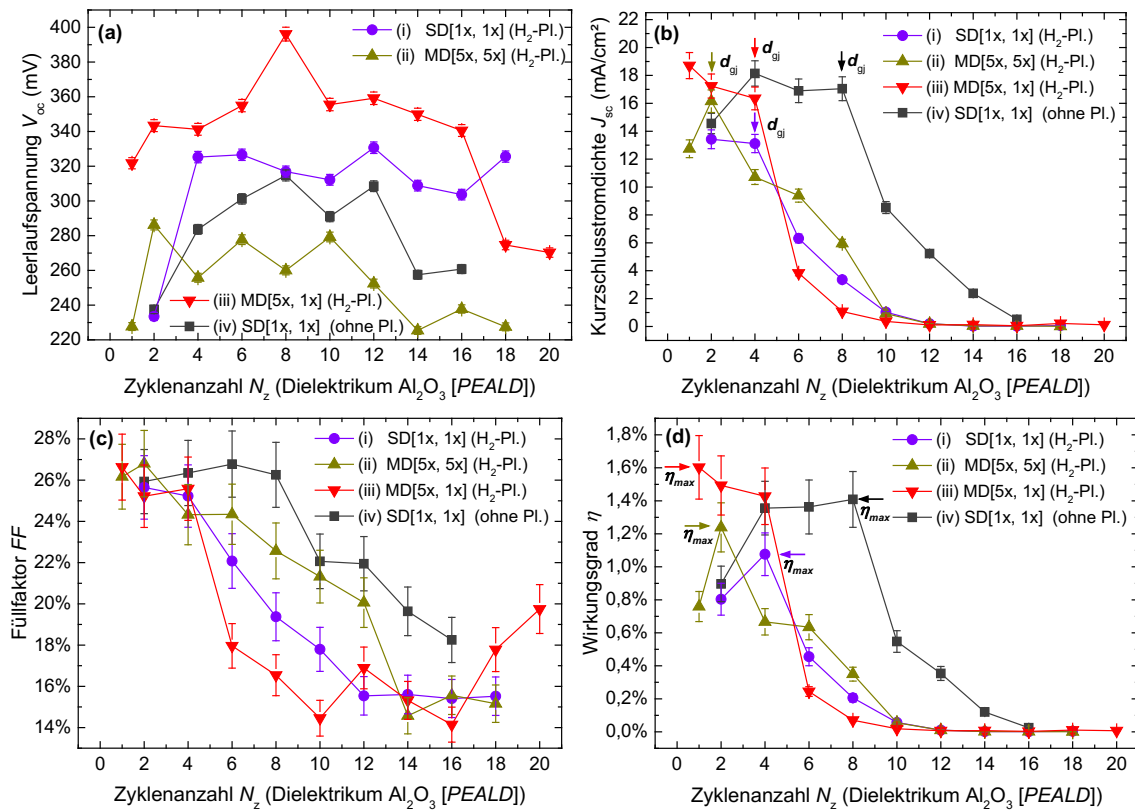 (a)
(i) SD[1x, 1x] (H₂-Pl.)
(ii) MD[5x, 5x] (H₂-Pl.)
(iii) MD[5x, 1x] (H₂-Pl.)
(iv) SD[1x, 1x] (ohne Pl.)
Leerlaufspannung V_oc (mV)
400
380
360
340
320
300
280
260
240
220
0 2 4 6 8 10 12 14 16 18 20
Zyklenanzahl N_z (Dielektrikum Al₂O₃ [PEALD])
(b)
(i) SD[1x, 1x] (H₂-Pl.)
(ii) MD[5x, 5x] (H₂-Pl.)
(iii) MD[5x, 1x] (H₂-Pl.)
(iv) SD[1x, 1x] (ohne Pl.)
d_gj
d_gj
d_gj
d_gj
Kurzschlusstromdichte J_sc (mA/cm²)
22
20
18
16
14
12
10
8
6
4
2
0
0 2 4 6 8 10 12 14 16 18 20
Zyklenanzahl N_z (Dielektrikum Al₂O₃ [PEALD])
(c)
(i) SD[1x, 1x] (H₂-Pl.)
(ii) MD[5x, 5x] (H₂-Pl.)
(iii) MD[5x, 1x] (H₂-Pl.)
(iv) SD[1x, 1x] (ohne Pl.)
Füllfaktor FF
28%
26%
24%
22%
20%
18%
16%
14%
0 2 4 6 8 10 12 14 16 18 20
Zyklenanzahl N_z (Dielektrikum Al₂O₃ [PEALD])
(d)
(i) SD[1x, 1x] (H₂-Pl.)
(ii) MD[5x, 5x] (H₂-Pl.)
(iii) MD[5x, 1x] (H₂-Pl.)
(iv) SD[1x, 1x] (ohne Pl.)
η_max
η_max
η_max
η_max
Wirkungsgrad η
1,8%
1,6%
1,4%
1,2%
1,0%
0,8%
0,6%
0,4%
0,2%
0,0%
0 2 4 6 8 10 12 14 16 18 20
Zyklenanzahl N_z (Dielektrikum Al₂O₃ [PEALD])